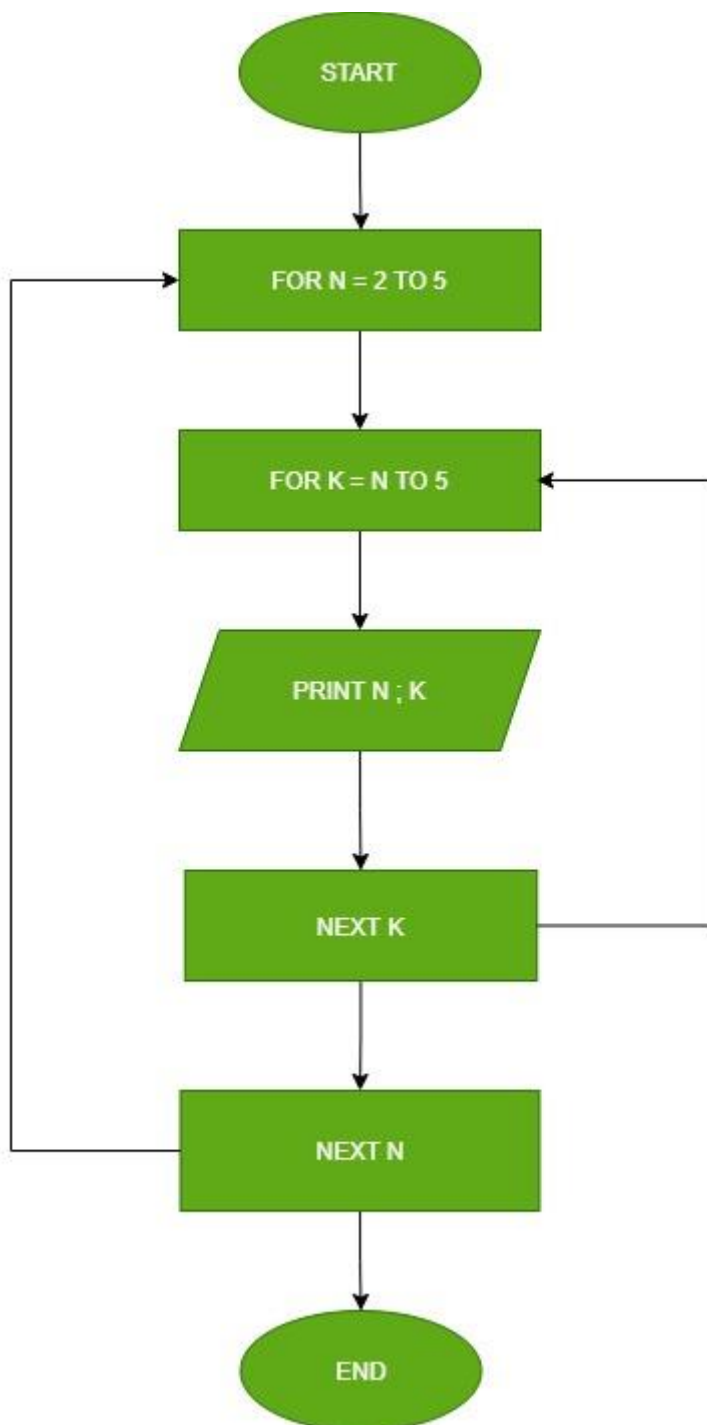 START
FOR N = 2 TO 5
FOR K = N TO 5
PRINT N ; K
NEXT K
NEXT N
END